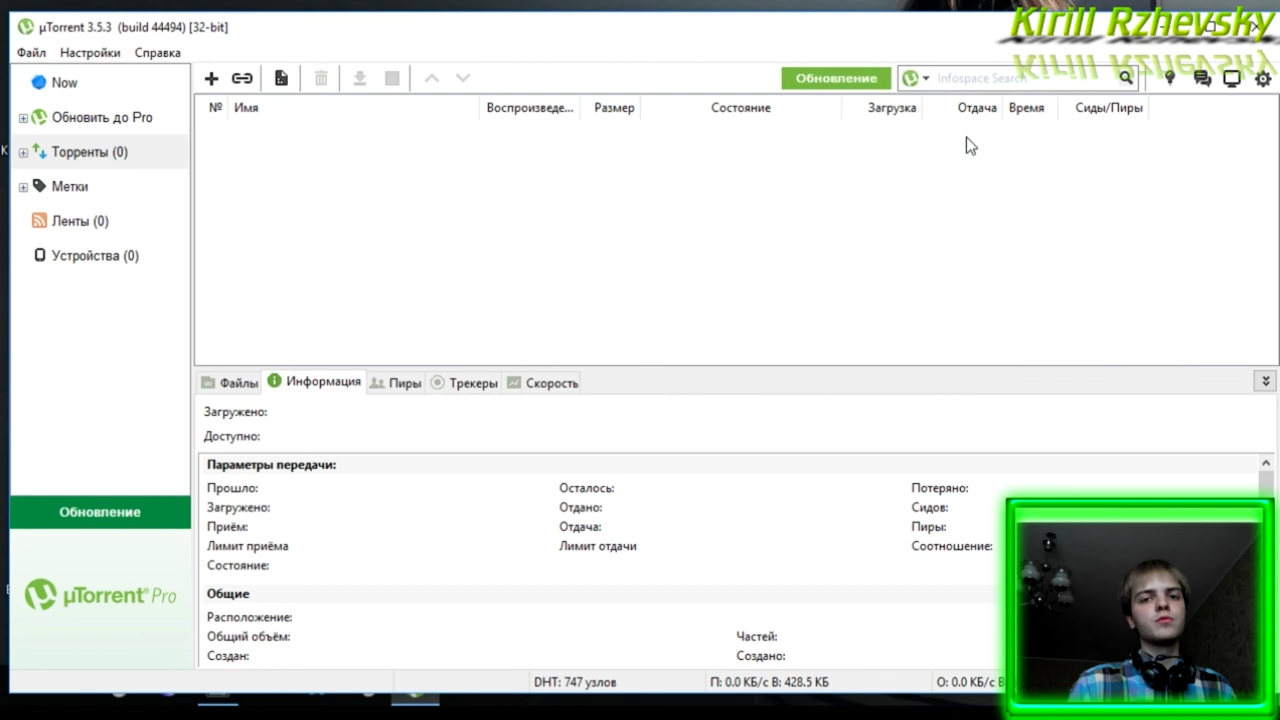 µTorrent 3.5.3 (build 44494) [32-bit]
Kirill Rzhevsky
Kirill Rzhevsky
Файл Настройки Справка
Now
Обновить до Pro
Торренты (0)
Метки
Ленты (0)
Устройства (0)
Обновление
µTorrent® Pro
Обновление Infospace Search
№ Имя Воспроизведе... Размер Состояние Загрузка Отдача Время Сиды/Пиры
Файлы Информация Пиры Трекеры Скорость
Загружено:
Доступно:
Параметры передачи:
Прошло: Осталось: Потеряно:
Загружено: Отдано: Сидов:
Приём: Отдача: Пиры:
Лимит приёма Лимит отдачи Соотношение:
Состояние:
Общие
Расположение:
Общий объём: Частей:
Создан: Создано:
DHT: 747 узлов П: 0.0 КБ/с В: 428.5 КБ О: 0.0 КБ/с В